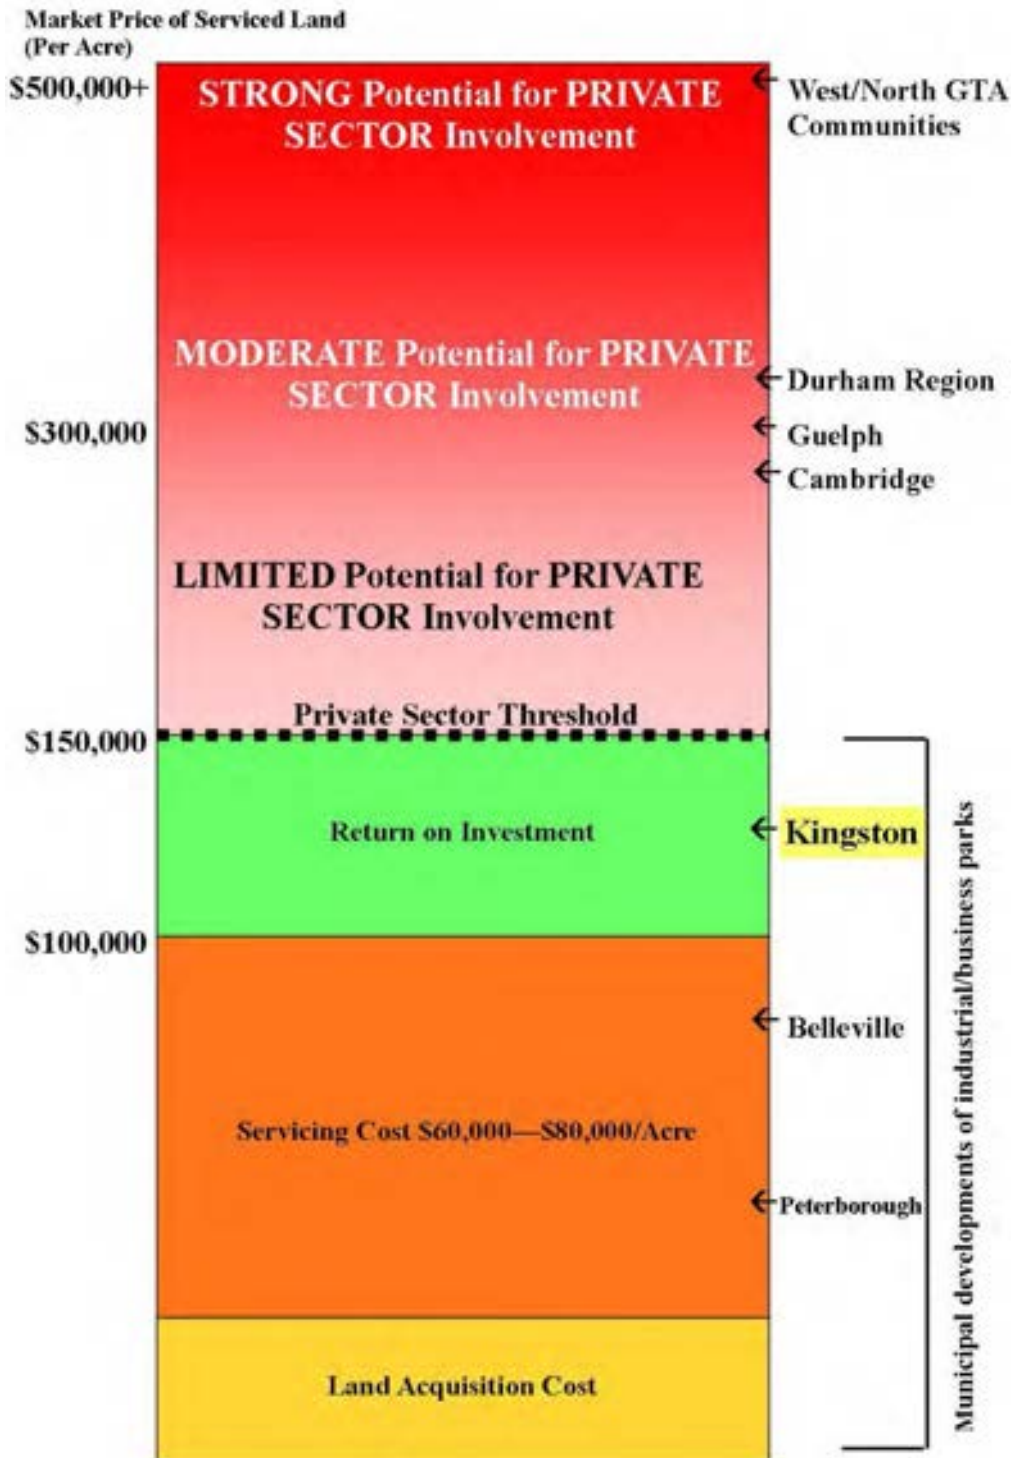 Market Price of Serviced Land
(Per Acre)
$500,000+
STRONG Potential for PRIVATE
SECTOR Involvement
West/North GTA
Communities
MODERATE Potential for PRIVATE
SECTOR Involvement
Durham Region
$300,000
Guelph
Cambridge
LIMITED Potential for PRIVATE
SECTOR Involvement
Private Sector Threshold
$150,000
Return on Investment
Kingston
$100,000
Belleville
Servicing Cost $60,000—$80,000/Acre
Peterborough
Land Acquisition Cost
Municipal developments of industrial/business parks